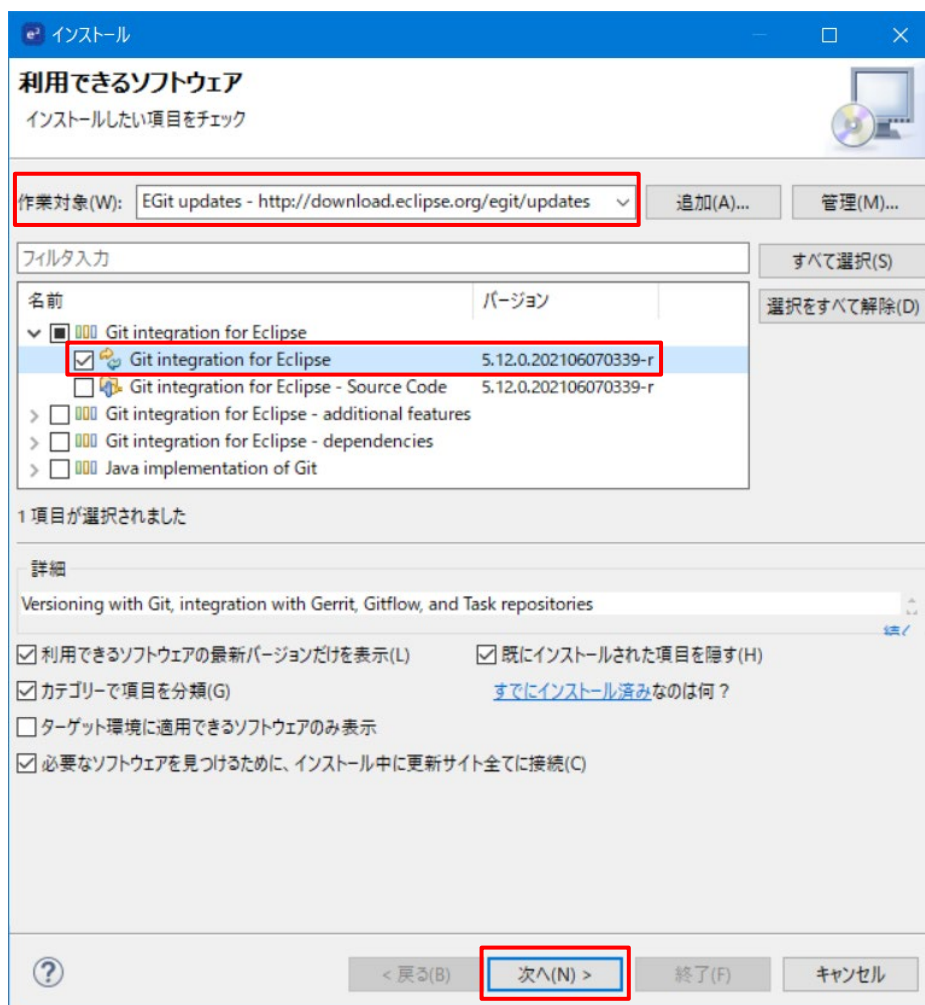 e² インストール
利用できるソフトウェア
インストールしたい項目をチェック
作業対象(W): EGit updates - http://download.eclipse.org/egit/updates 追加(A)... 管理(M)...
フィルタ入力 すべて選択(S)
名前 バージョン 選択をすべて解除(D)
Git integration for Eclipse
Git integration for Eclipse 5.12.0.202106070339-r
Git integration for Eclipse - Source Code 5.12.0.202106070339-r
Git integration for Eclipse - additional features
Git integration for Eclipse - dependencies
Java implementation of Git
1 項目が選択されました
詳細
Versioning with Git, integration with Gerrit, Gitflow, and Task repositories
続く
利用できるソフトウェアの最新バージョンだけを表示(L) 既にインストールされた項目を隠す(H)
カテゴリーで項目を分類(G) すでにインストール済みなのは何？
ターゲット環境に適用できるソフトウェアのみ表示
必要なソフトウェアを見つけるために、インストール中に更新サイト全てに接続(C)
? < 戻る(B) 次へ(N) > 終了(F) キャンセル